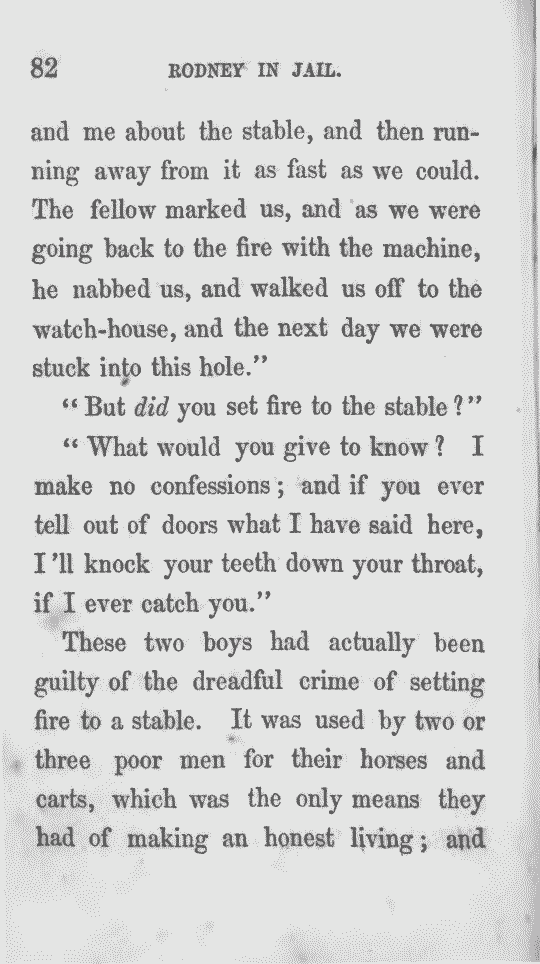 82 RODNEY IN JAIL.
and me about the stable, and then run-
ning away from it as fast as we could.
The fellow marked us, and as we were
going back to the fire with the machine,
he nabbed us, and walked us off to the
watch-house, and the next day we were
stuck into this hole."
"But did you set fire to the stable?"
"What would you give to know? I
make no confessions; and if you ever
tell out of doors what I have said here,
I 'll knock your teeth down your throat,
if I ever catch you."
These two boys had actually been
guilty of the dreadful crime of setting
fire to a stable. It was used by two or
three poor men for their horses and
carts, which was the only means they
had of making an honest living; and